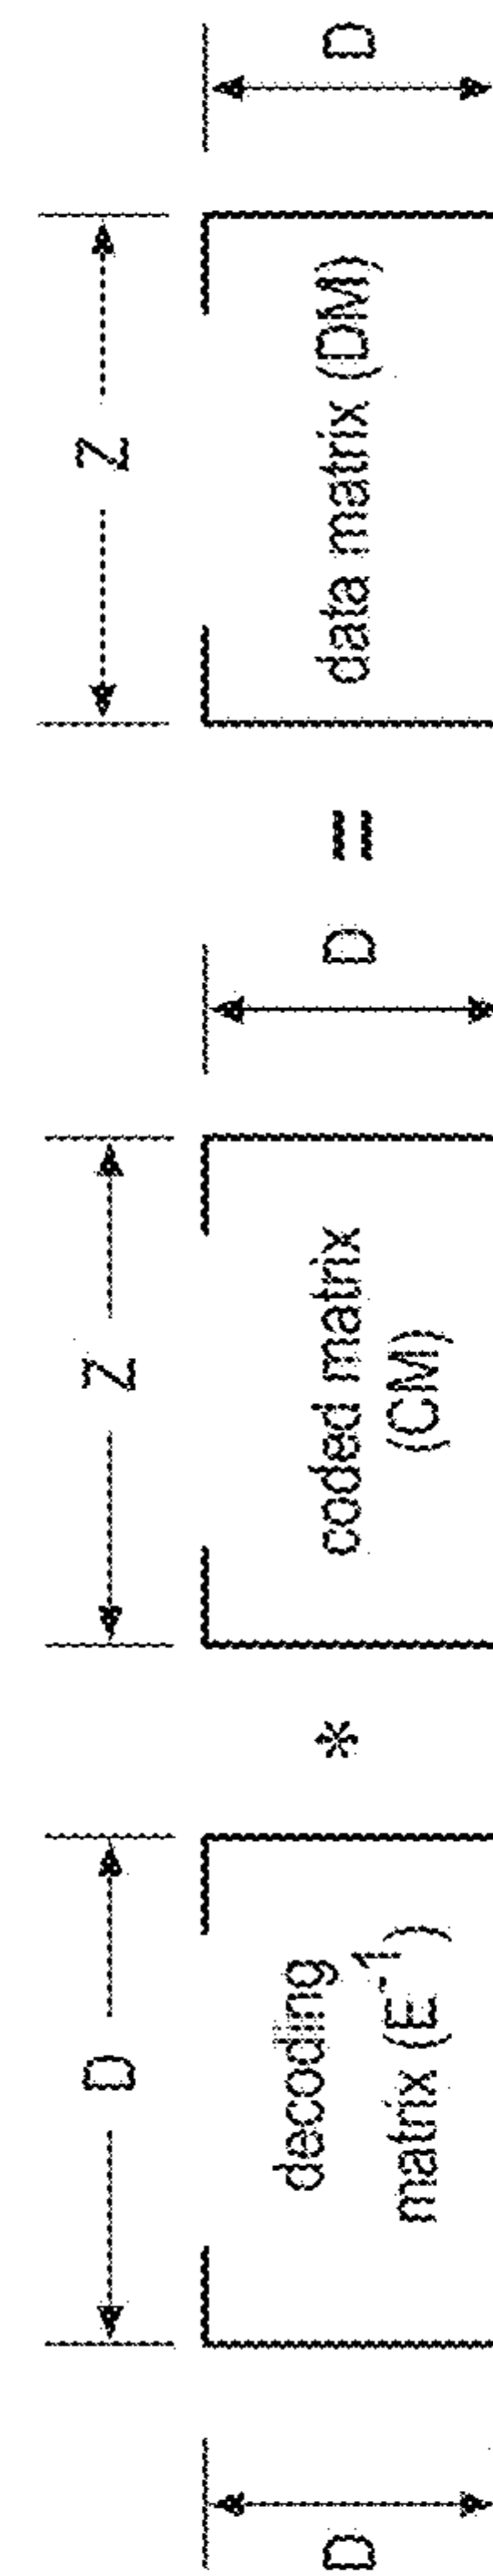 D
D
decoding
matrix (E⁻¹)
*
Z
coded matrix
(CM)
D
=
Z
data matrix (DM)
D